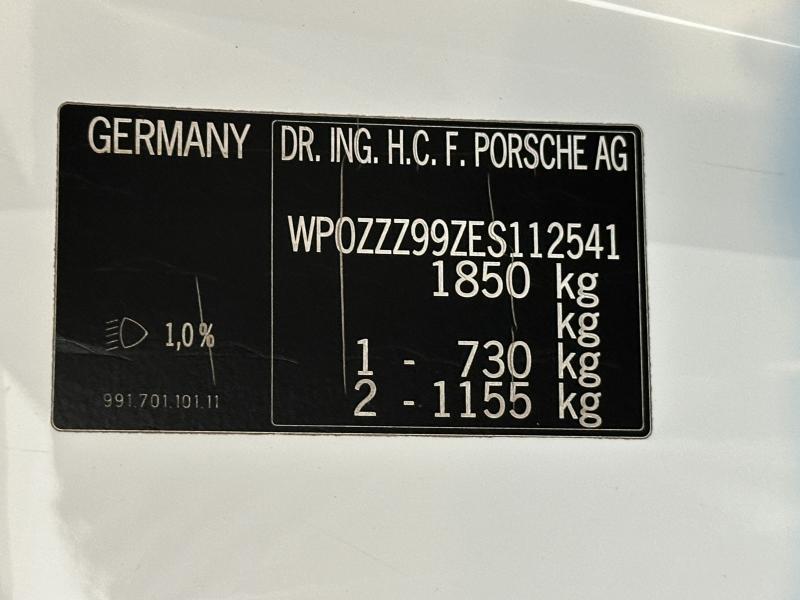 GERMANY
DR. ING. H.C. F. PORSCHE AG
WP0ZZZ99ZES112541
1850 kg
kg
1 - 730 kg
2 - 1155 kg
1,0%
991.701.101.11